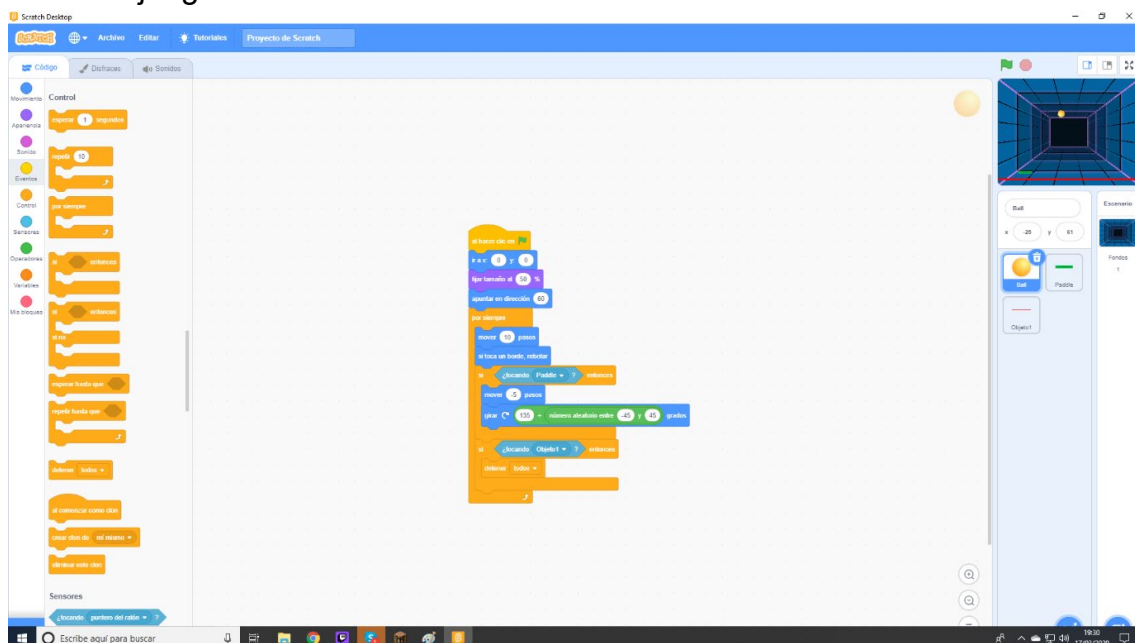 Scratch Desktop
SCRATCH Archivo Editar Tutoriales Proyecto de Scratch
Código Disfraces Sonidos
Movimiento
Apariencia
Sonido
Eventos
Control
Sensores
Operadores
Variables
Mis bloques
Control
esperar 1 segundos
repetir 10
por siempre
si entonces
si entonces
si no
esperar hasta que
repetir hasta que
detener todos
al comenzar como clon
crear clon de mí mismo
eliminar este clon
Sensores
¿tocando puntero del ratón ?
al hacer clic en
ir a x: 0 y: 0
fijar tamaño al 50 %
apuntar en dirección 60
por siempre
mover 10 pasos
si toca un borde, rebotar
si ¿tocando Paddle ? entonces
mover -5 pasos
girar 135 + número aleatorio entre -45 y 45 grados
si ¿tocando Objeto1 ? entonces
detener todos
Ball
x -26 y 61
Ball
Paddle
Objeto1
Escenario
Fondos
1
Escribe aquí para buscar
19:30